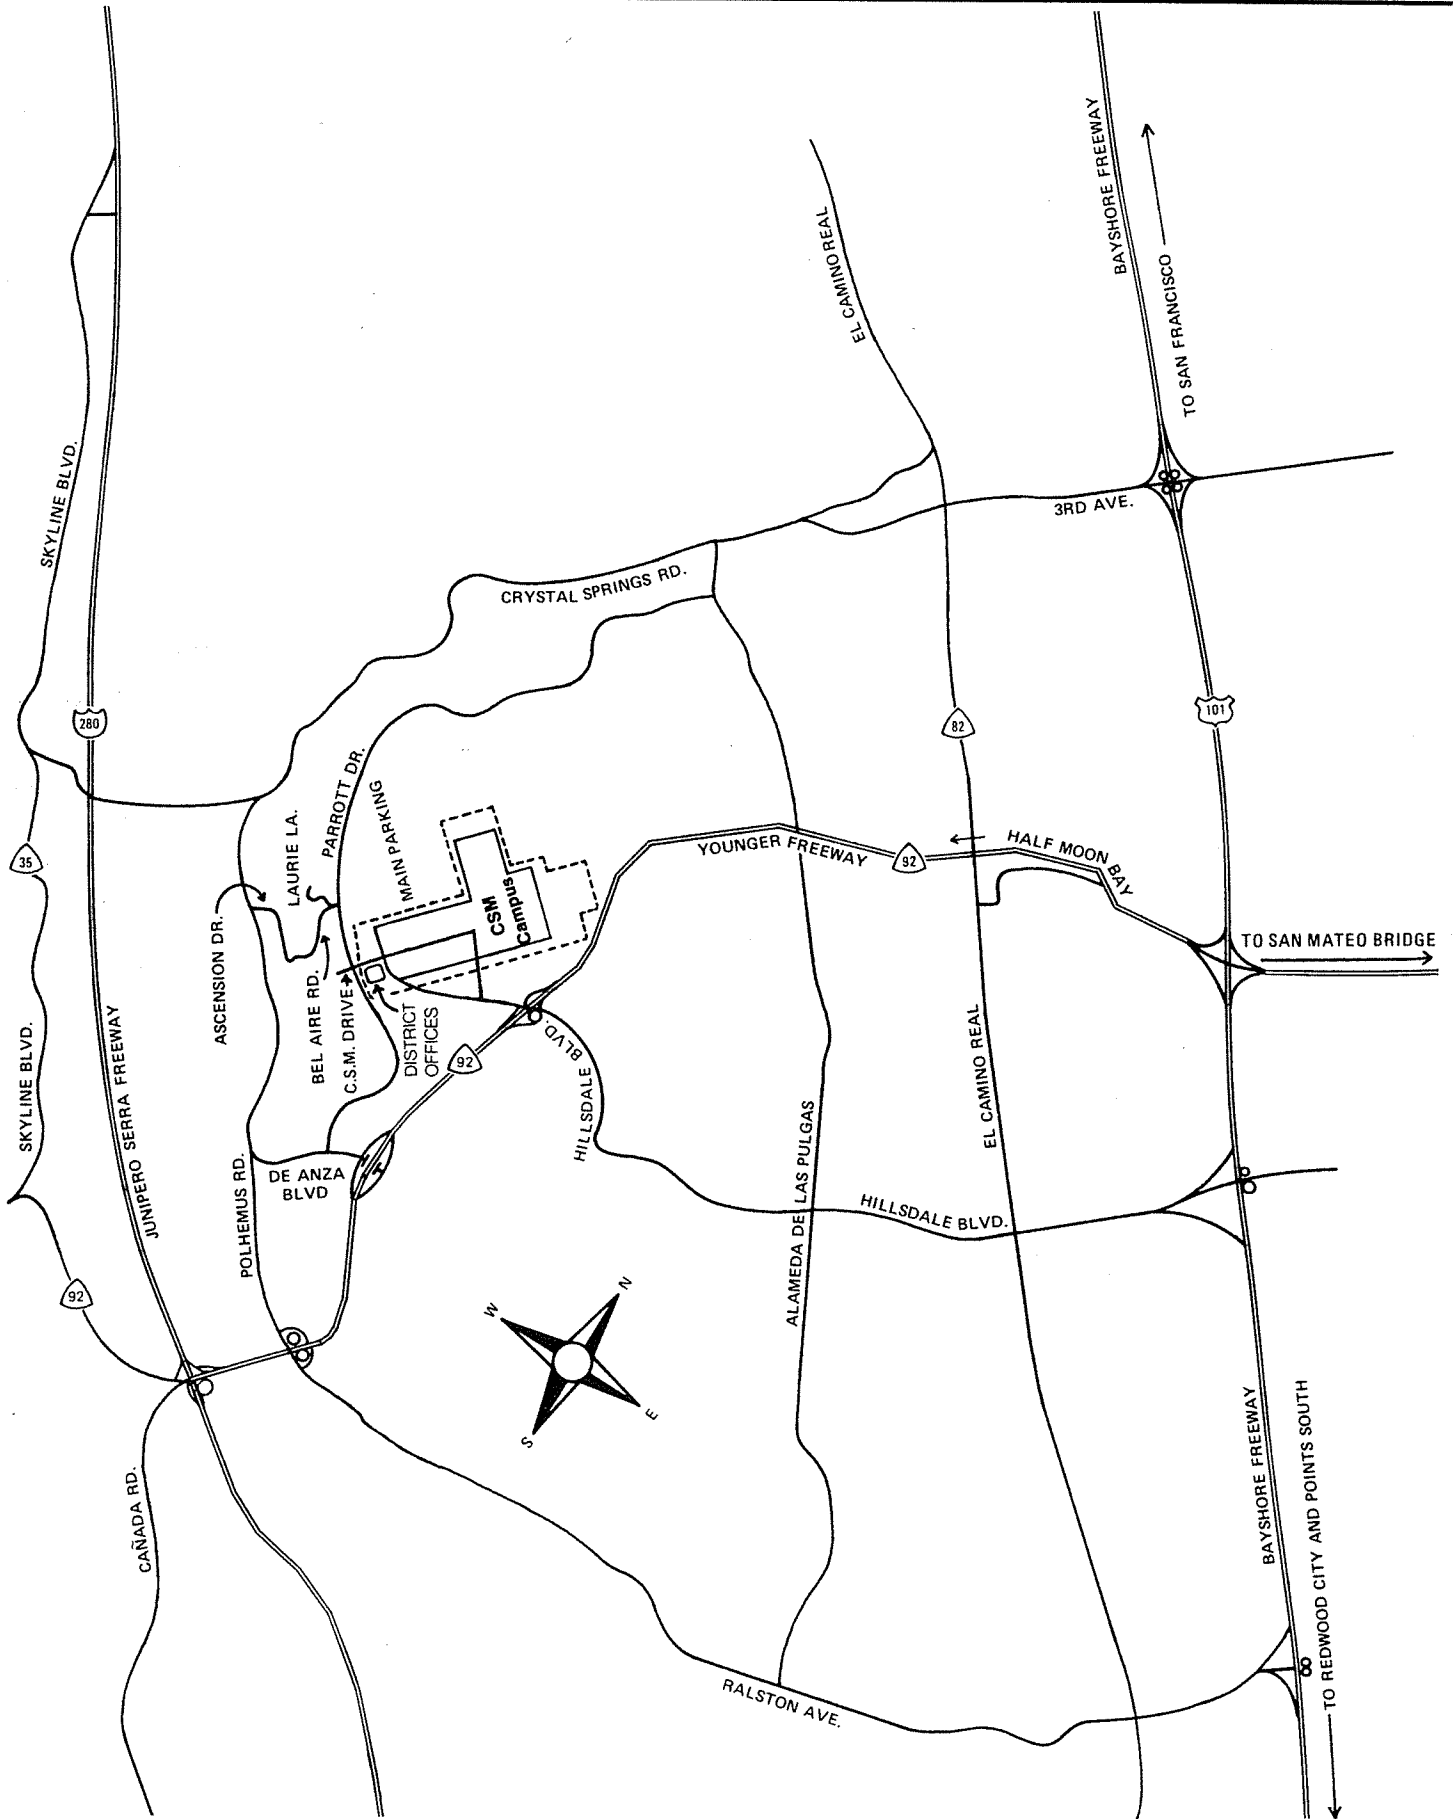 BAYSHORE FREEWAY
EL CAMINO REAL
TO SAN FRANCISCO
SKYLINE BLVD.
3RD AVE.
CRYSTAL SPRINGS RD.
280
82
101
PARROTT DR.
MAIN PARKING
LAURIE LA.
YOUNGER FREEWAY
92
HALF MOON
BAY
35
CSM
Campus
ASCENSION DR.
TO SAN MATEO BRIDGE
BEL AIRE RD.
C.S.M. DRIVE
DISTRICT
OFFICES
92
HILLSDALE BLVD.
SKYLINE BLVD.
JUNIPERO SERRA FREEWAY
EL CAMINO REAL
ALAMEDA DE LAS PULGAS
POLHEMUS RD.
DE ANZA
BLVD
HILLSDALE BLVD.
92
N
W
E
S
CAÑADA RD.
BAYSHORE FREEWAY
TO REDWOOD CITY AND POINTS SOUTH
RALSTON AVE.